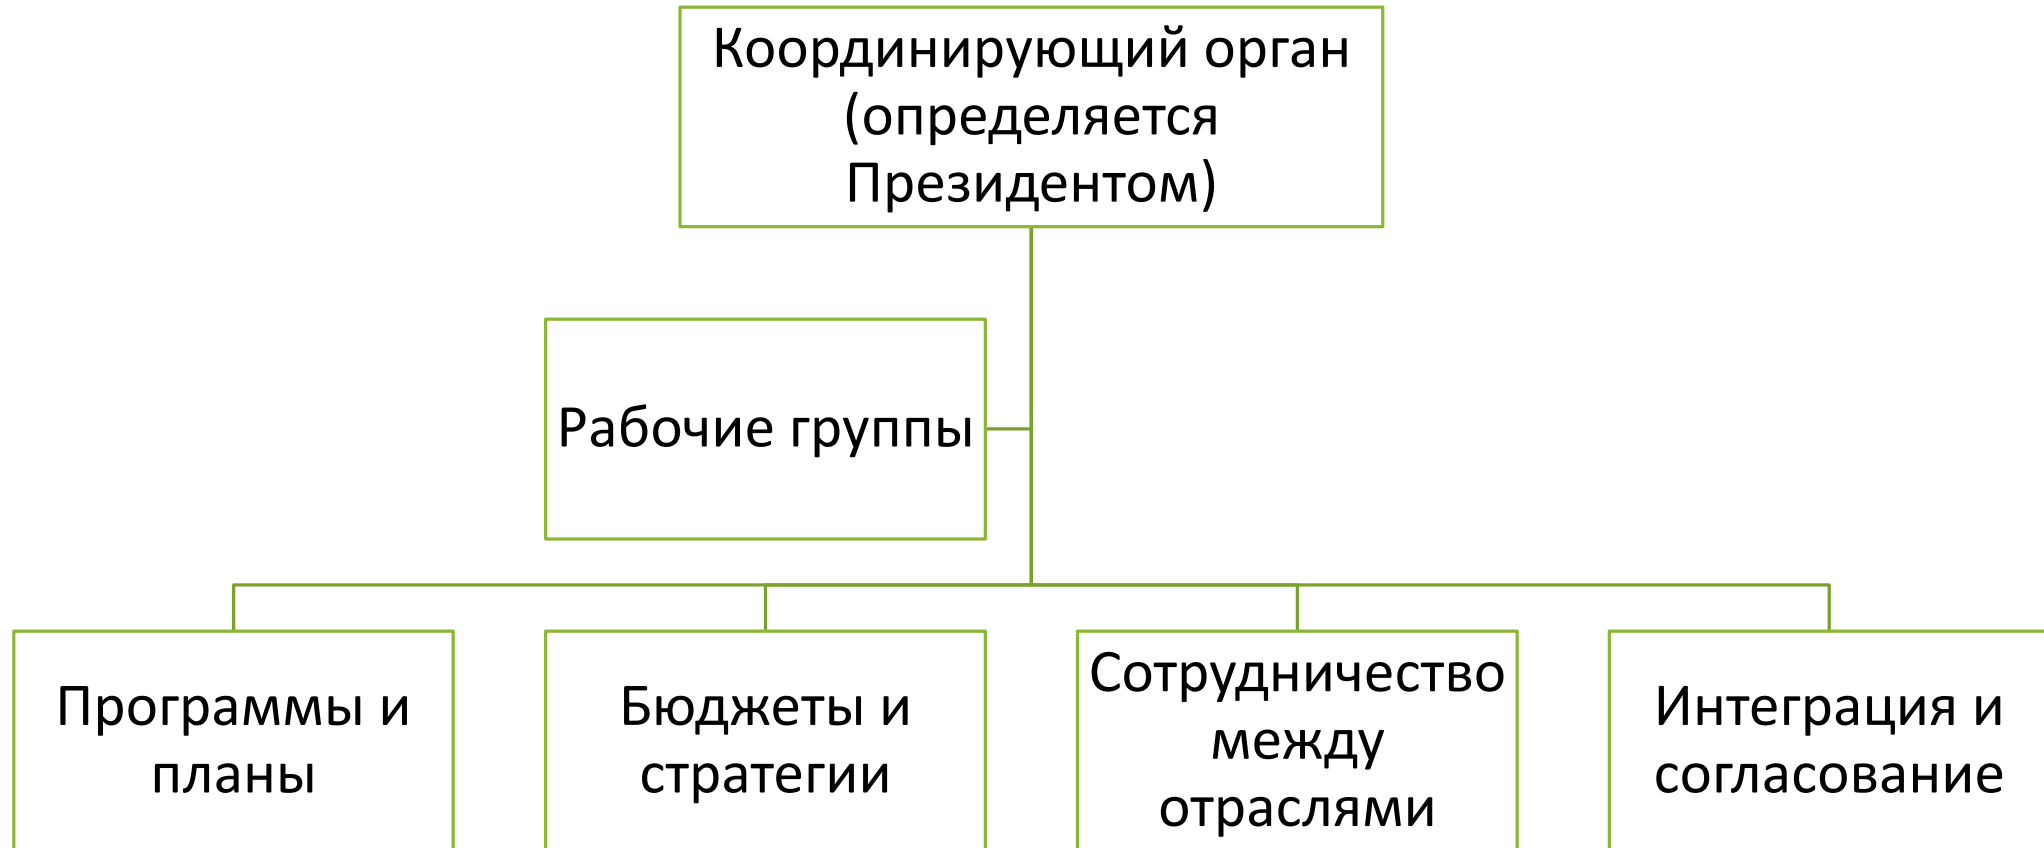 Координирующий орган
(определяется
Президентом)
Рабочие группы
Программы и
планы
Бюджеты и
стратегии
Сотрудничество
между
отраслями
Интеграция и
согласование